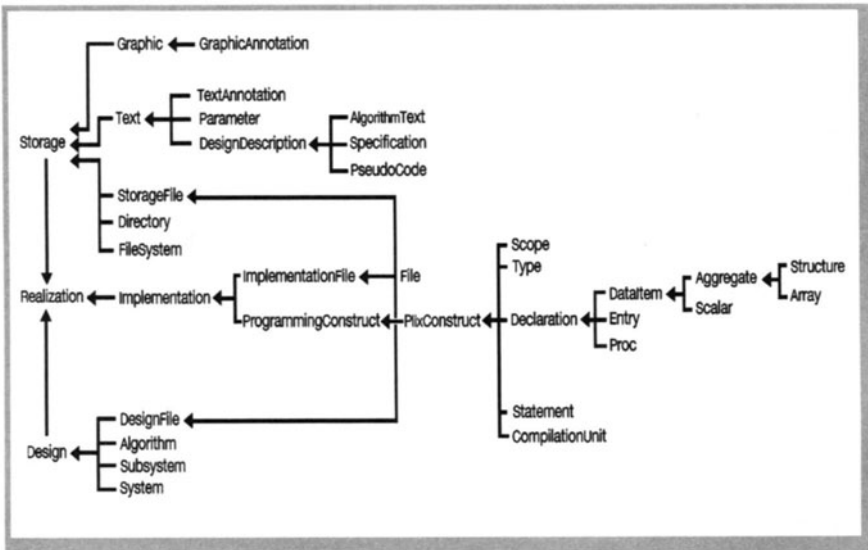 Graphic
GraphicAnnotation
TextAnnotation
Text
Parameter
AlgorithmText
Storage
DesignDescription
Specification
PseudoCode
StorageFile
Scope
Directory
Type
Structure
FileSystem
ImplementationFile
File
DataItem
Aggregate
Array
Realization
Implementation
ProgrammingConstruct
PlixConstruct
Declaration
Entry
Scalar
Proc
DesignFile
Statement
Algorithm
CompilationUnit
Design
Subsystem
System